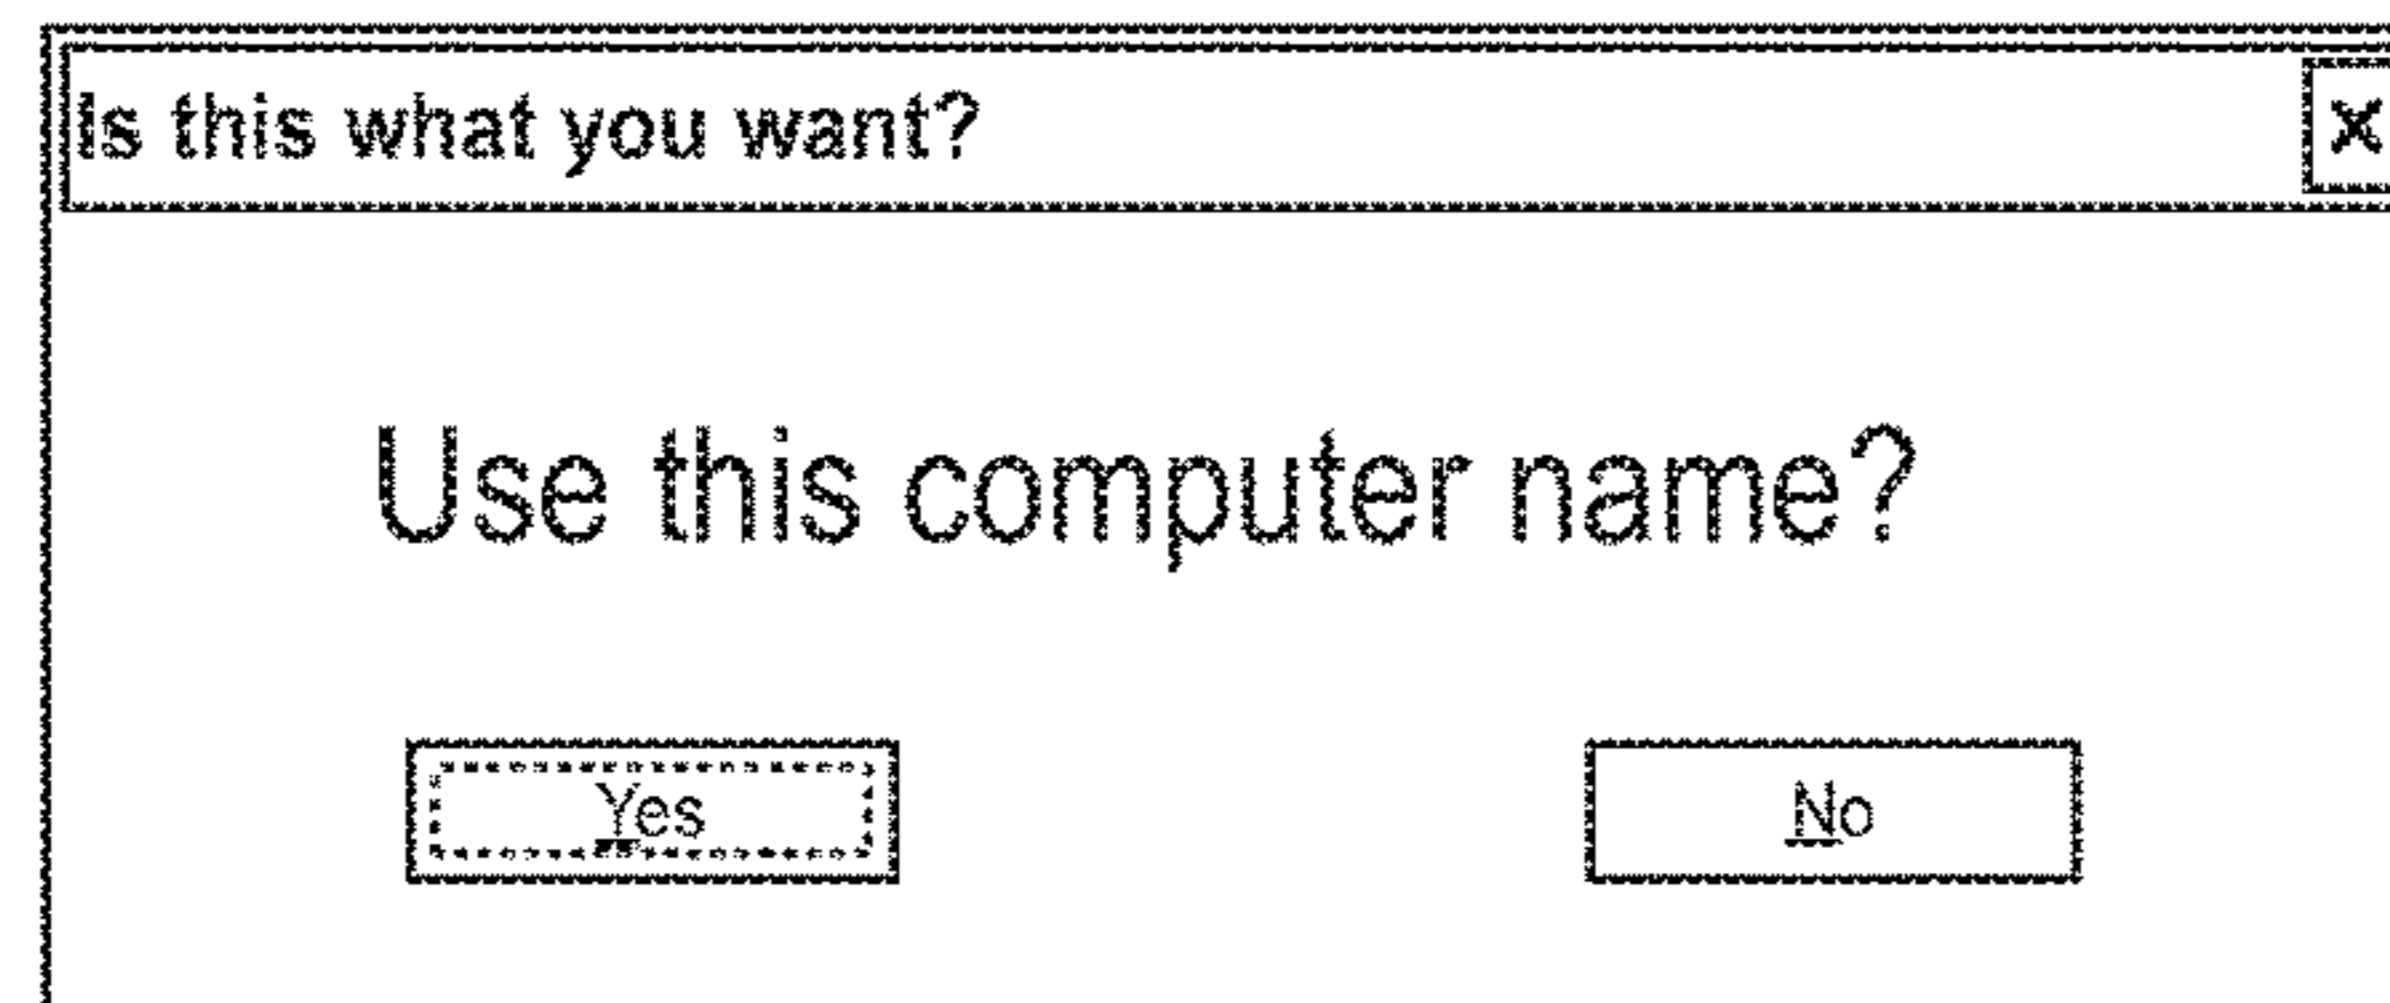 Is this what you want?
X
Use this computer name?
Yes
No